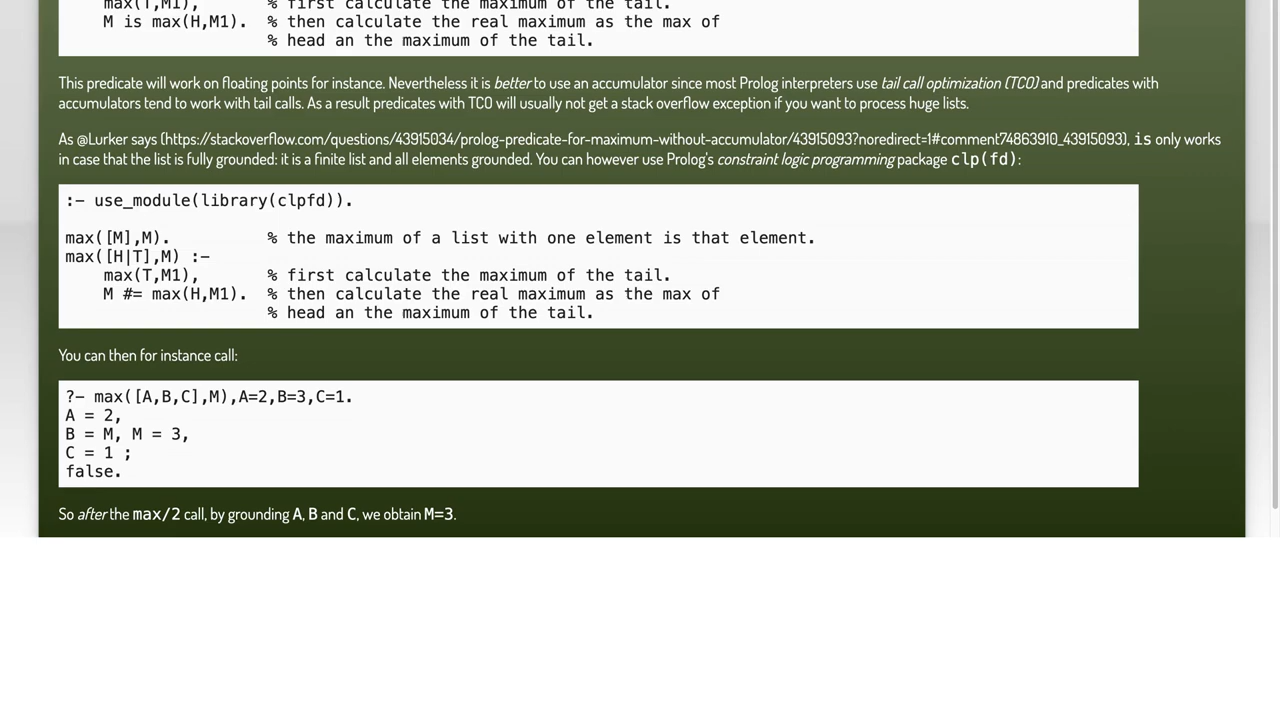 max(T,M1),           % first calculate the maximum of the tail.
    M is max(H,M1).  % then calculate the real maximum as the max of
                     % head an the maximum of the tail.
This predicate will work on floating points for instance. Nevertheless it is better to use an accumulator since most Prolog interpreters use tail call optimization (TCO) and predicates with
accumulators tend to work with tail calls. As a result predicates with TCO will usually not get a stack overflow exception if you want to process huge lists.
As @Lurker says (https://stackoverflow.com/questions/43915034/prolog-predicate-for-maximum-without-accumulator/43915093?noredirect=1#comment74863910_43915093), is only works
in case that the list is fully grounded: it is a finite list and all elements grounded. You can however use Prolog's constraint logic programming package clp(fd):
:- use_module(library(clpfd)).
max([M],M).          % the maximum of a list with one element is that element.
max([H|T],M) :-
    max(T,M1),       % first calculate the maximum of the tail.
    M #= max(H,M1).  % then calculate the real maximum as the max of
                     % head an the maximum of the tail.
You can then for instance call:
?- max([A,B,C],M),A=2,B=3,C=1.
A = 2,
B = M, M = 3,
C = 1 ;
false.
So after the max/2 call, by grounding A, B and C, we obtain M=3.